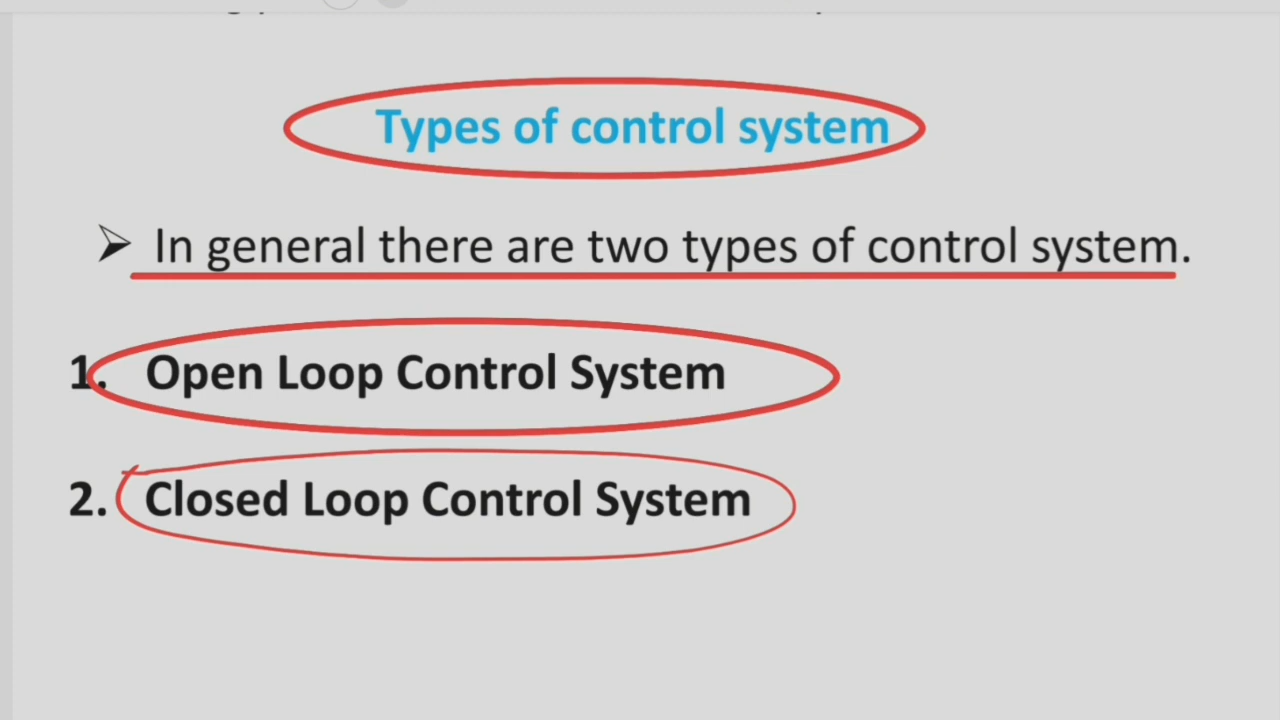 Types of control system
➤ In general there are two types of control system.
1. Open Loop Control System
2. Closed Loop Control System